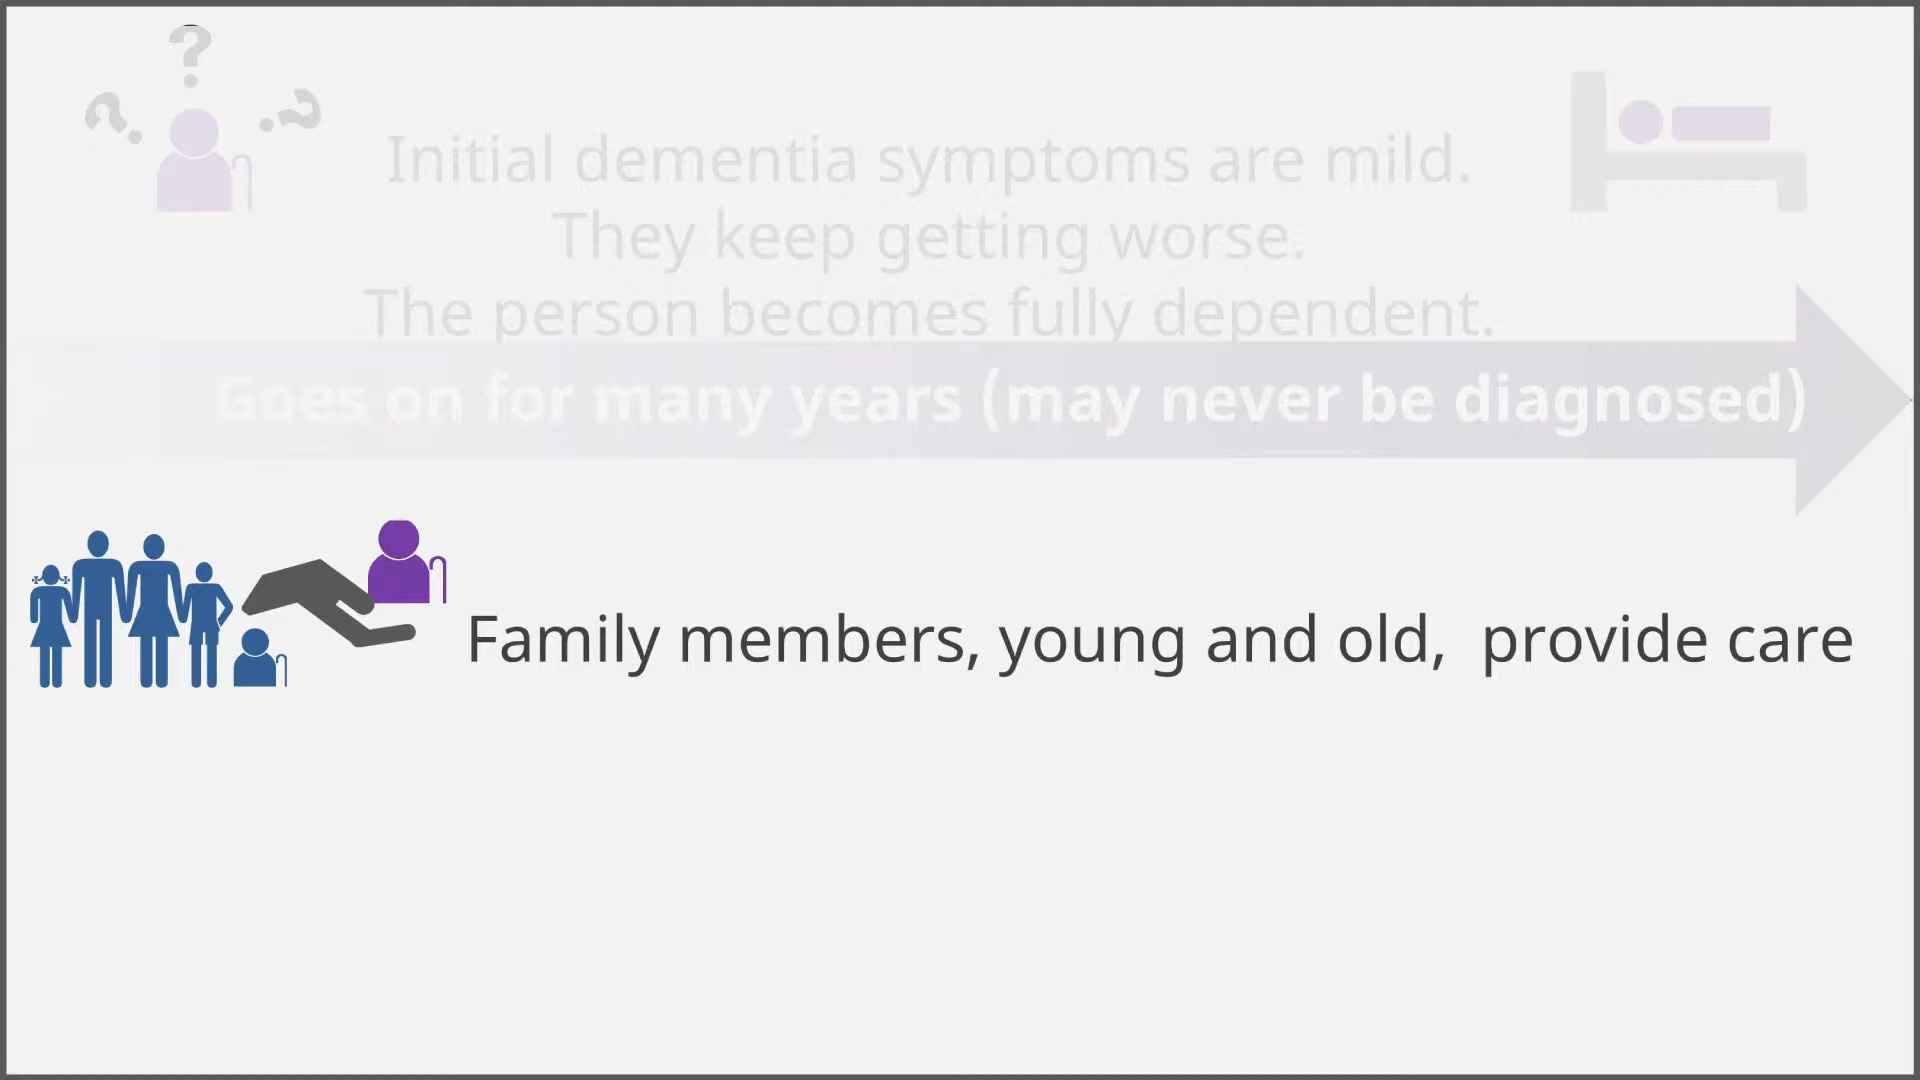 Initial dementia symptoms are mild.
They keep getting worse.
The person becomes fully dependent.
Goes on for many years (may never be diagnosed)
Family members, young and old,  provide care